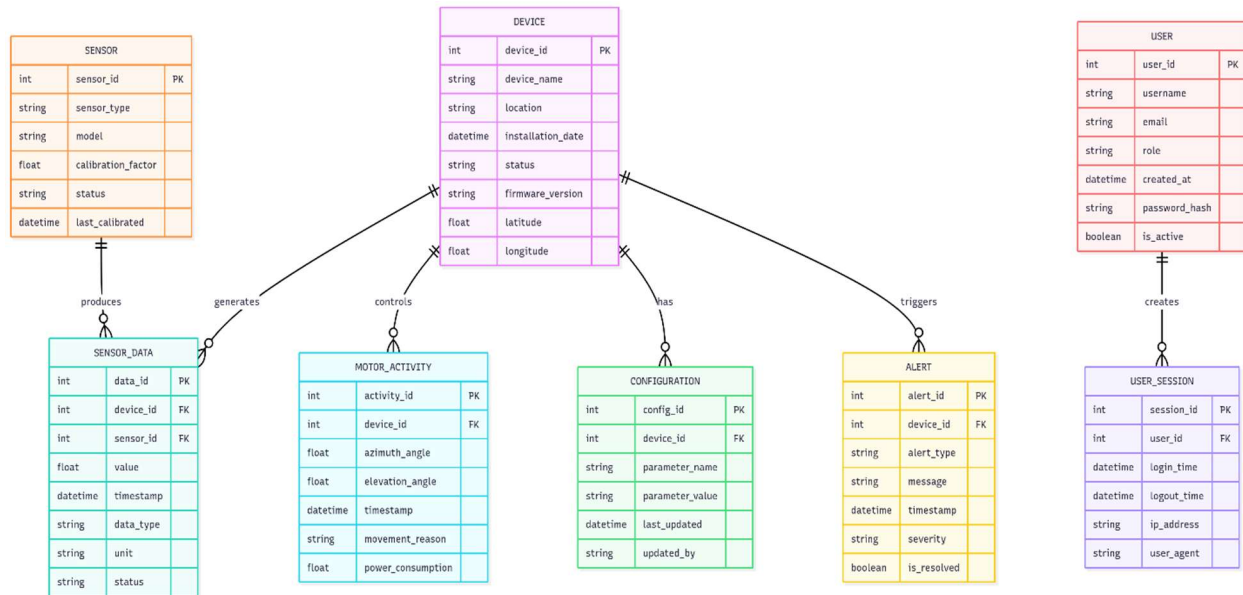 SENSOR
int sensor_id PK
string sensor_type
string model
float calibration_factor
string status
datetime last_calibrated
DEVICE
int device_id PK
string device_name
string location
datetime installation_date
string status
string firmware_version
float latitude
float longitude
USER
int user_id PK
string username
string email
string role
datetime created_at
string password_hash
boolean is_active
produces
generates
controls
has
triggers
creates
SENSOR_DATA
int data_id PK
int device_id FK
int sensor_id FK
float value
datetime timestamp
string data_type
string unit
string status
MOTOR_ACTIVITY
int activity_id PK
int device_id FK
float azimuth_angle
float elevation_angle
datetime timestamp
string movement_reason
float power_consumption
CONFIGURATION
int config_id PK
int device_id FK
string parameter_name
string parameter_value
datetime last_updated
string updated_by
ALERT
int alert_id PK
int device_id FK
string alert_type
string message
datetime timestamp
string severity
boolean is_resolved
USER_SESSION
int session_id PK
int user_id FK
datetime login_time
datetime logout_time
string ip_address
string user_agent